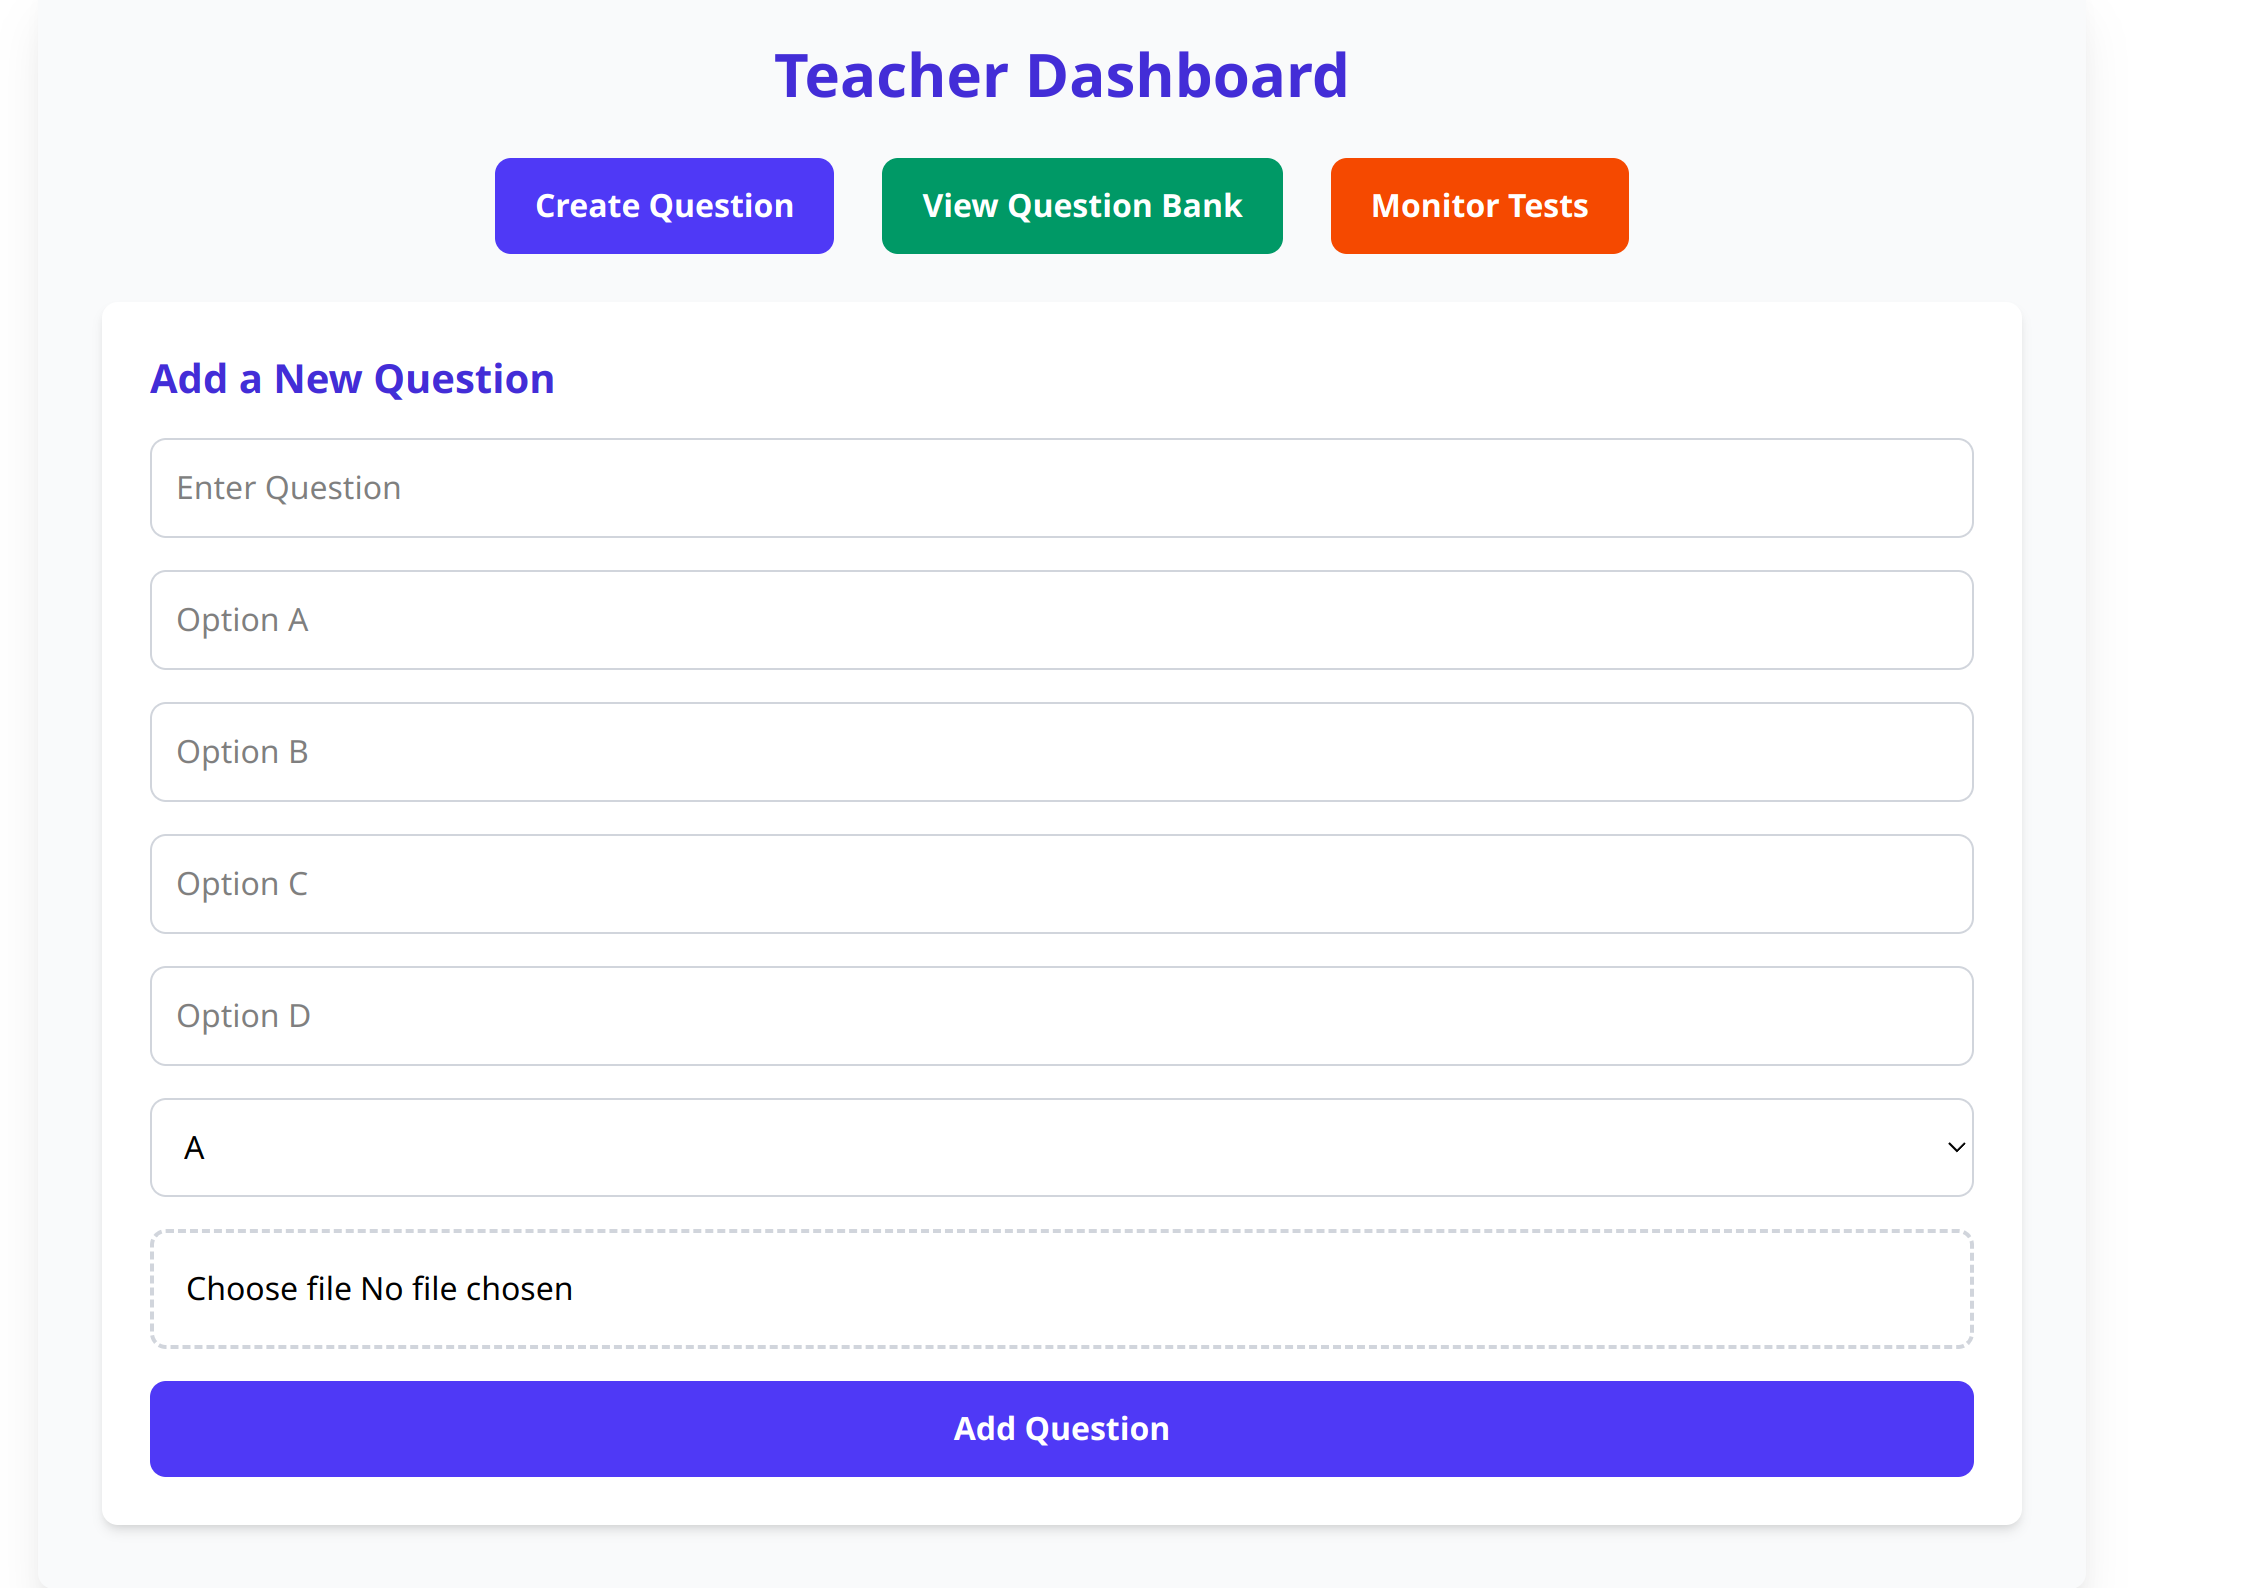 Teacher Dashboard
Create Question View Question Bank Monitor Tests
Add a New Question
Enter Question
Option A
Option B
Option C
Option D
A
Choose file No file chosen
Add Question